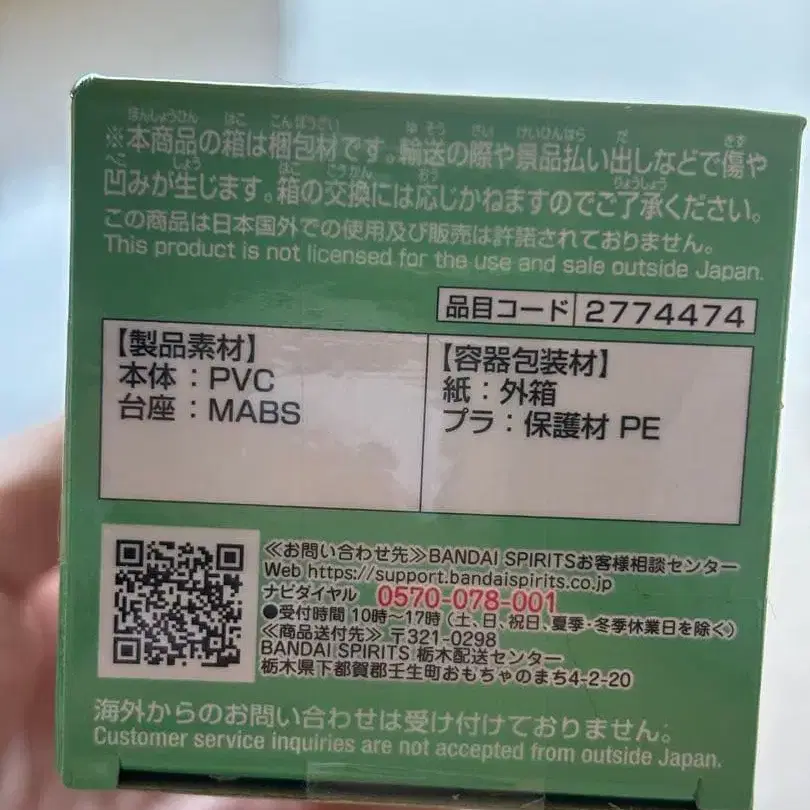 ※本商品の箱は梱包材です。輸送の際や景品払い出しなどで傷や
凹みが生じます。箱の交換には応じかねますのでご了承ください。
この商品は日本国外での使用及び販売は許諾されておりません。
This product is not licensed for the use and sale outside Japan.
品目コード 2774474
【製品素材】
本体：PVC
台座：MABS
【容器包装材】
紙：外箱
プラ：保護材 PE
≪お問い合わせ先≫BANDAI SPIRITSお客様相談センター
Web https://support.bandaispirits.co.jp
ナビダイヤル 0570-078-001
●受付時間 10時～17時（土、日、祝日、夏季・冬季休業日を除く）
≪商品送付先≫ 〒321-0298
BANDAI SPIRITS 栃木配送センター
栃木県下都賀郡壬生町おもちゃのまち4-2-20
海外からのお問い合わせは受け付けておりません。
Customer service inquiries are not accepted from outside Japan.